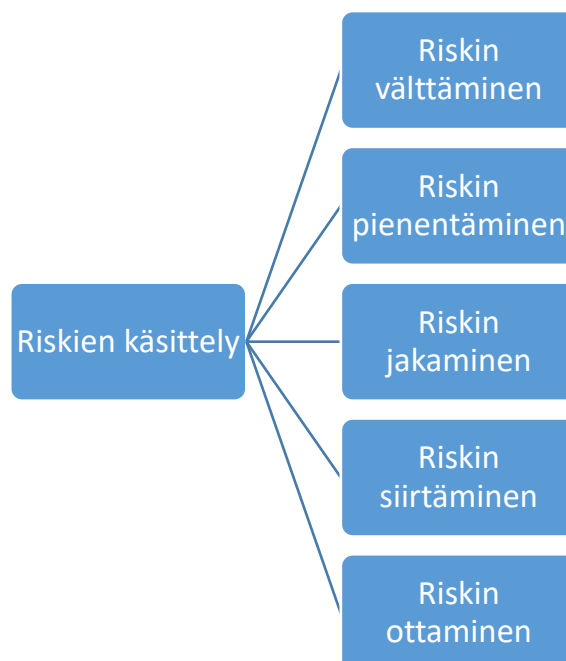 Riskien käsittely
Riskin
välttäminen
Riskin
pienentäminen
Riskin
jakaminen
Riskin
siirtäminen
Riskin
ottaminen